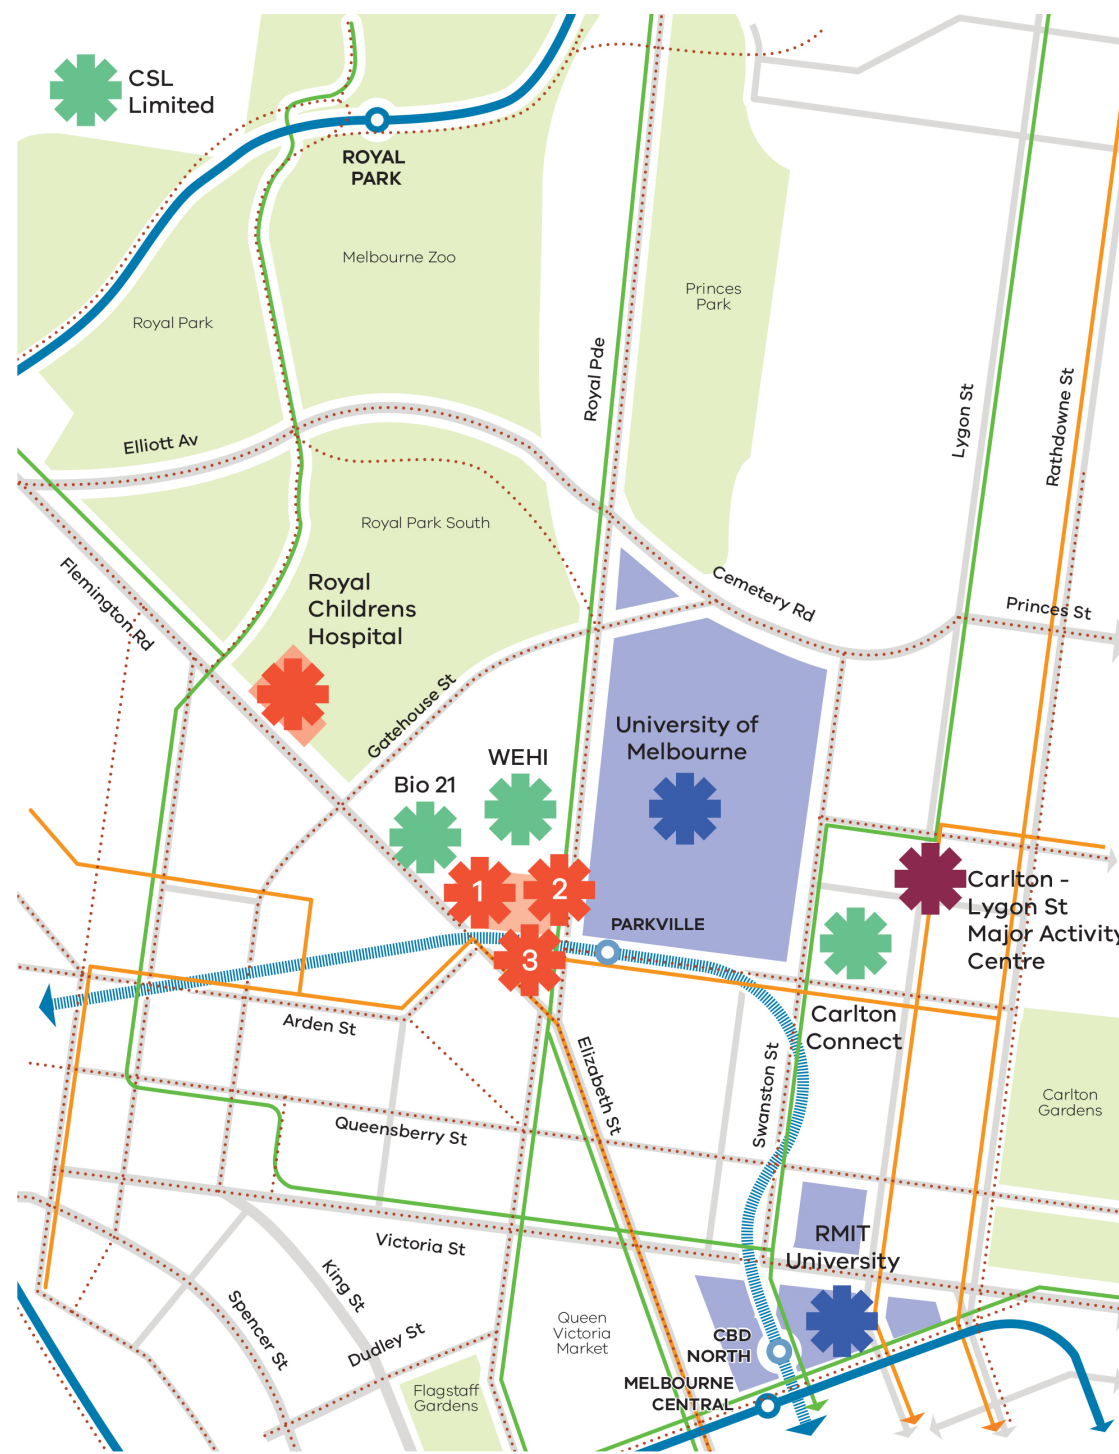 CSL
Limited
ROYAL
PARK
Melbourne Zoo
Princes
Park
Royal Park
Royal Pde
Lygon St
Rathdowne St
Elliott Av
Royal Park South
Flemington Rd
Royal
Childrens
Hospital
Cemetery Rd
Princes St
Gatehouse St
University of
Melbourne
WEHI
Bio 21
1
2
3
PARKVILLE
Carlton -
Lygon St
Major Activity
Centre
Carlton
Connect
Arden St
Elizabeth St
Swanston St
Carlton
Gardens
Queensberry St
Victoria St
RMIT
University
King St
Spencer St
Dudley St
Queen
Victoria
Market
CBD
NORTH
MELBOURNE
CENTRAL
Flagstaff
Gardens